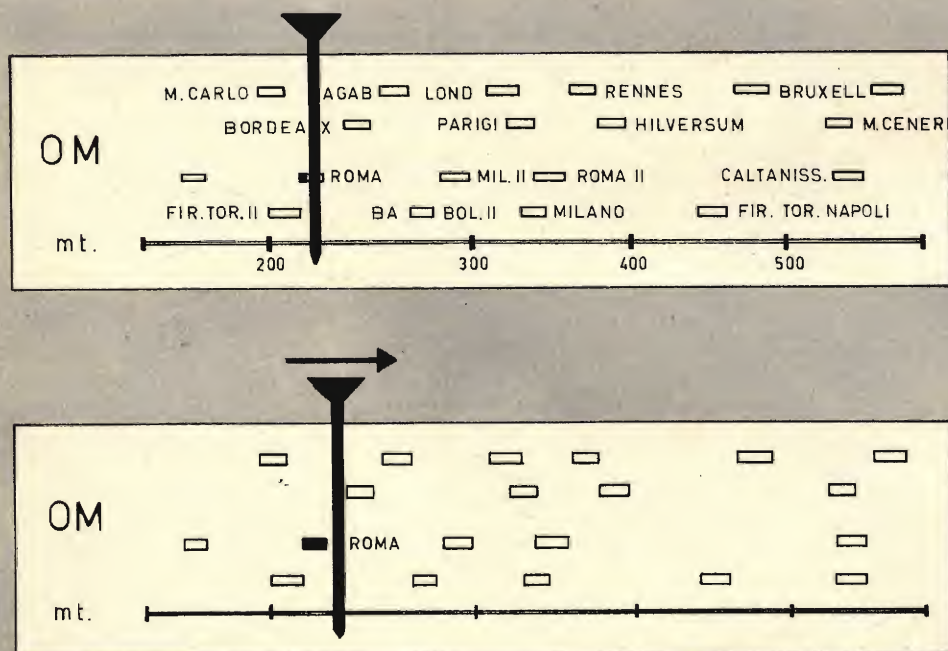 M. CARLO AGAB LOND RENNES BRUXELL
BORDEAUX PARIGI HILVERSUM M.CENERI
OM
ROMA MIL. II ROMA II CALTANISS.
FIR. TOR. II BA BOL. II MILANO FIR. TOR. NAPOLI
mt.
200 300 400 500
OM
ROMA
mt.